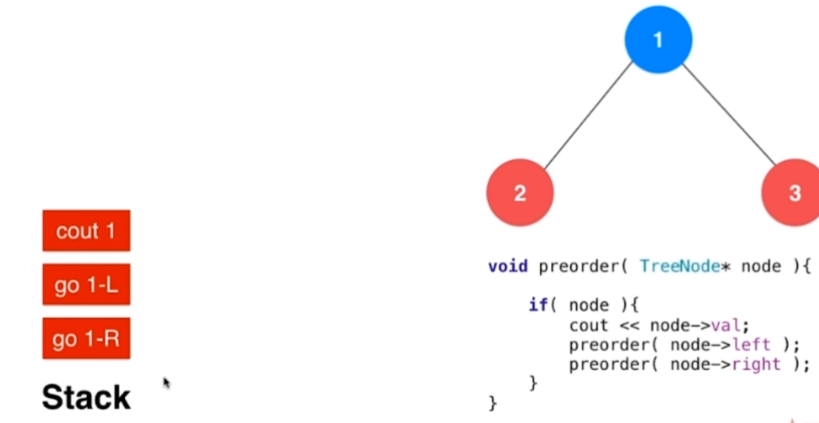 1
2
3
cout 1
go 1-L
go 1-R
Stack
void preorder( TreeNode* node ){
if( node ){
cout << node->val;
preorder( node->left );
preorder( node->right );
}
}